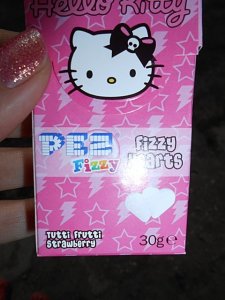 Hello Kitty
PEZ
Fizzy
Fizzy
Hearts
Tutti Frutti
Strawberry
30g e